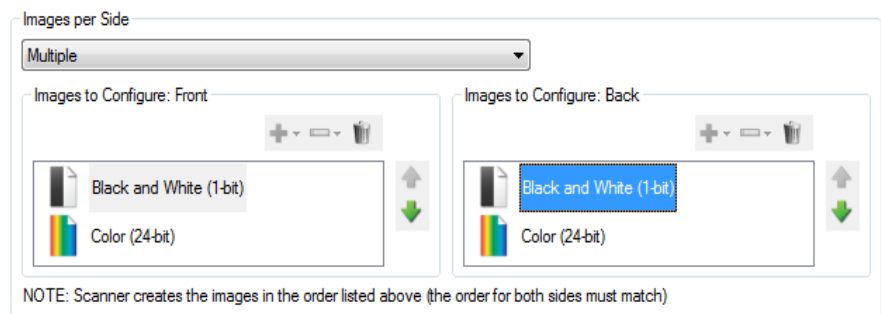 Images per Side
Multiple
Images to Configure: Front
Images to Configure: Back
Black and White (1-bit)
Black and White (1-bit)
Color (24-bit)
Color (24-bit)
NOTE: Scanner creates the images in the order listed above (the order for both sides must match)